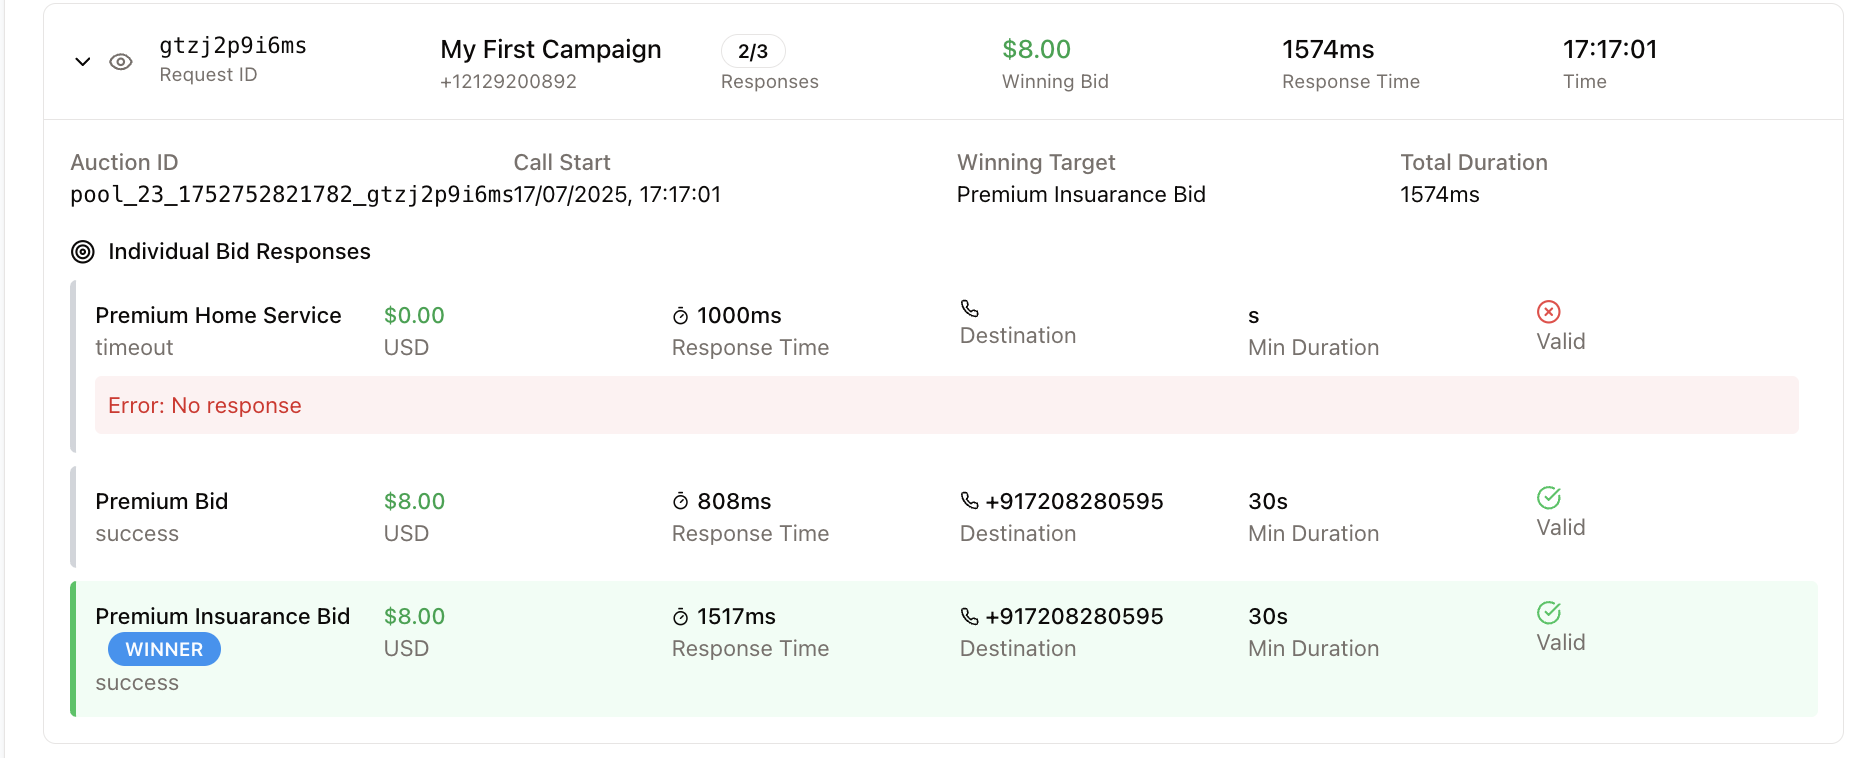 gtzj2p9i6ms
Request ID
My First Campaign
+12129200892
2/3
Responses
$8.00
Winning Bid
1574ms
Response Time
17:17:01
Time
Auction ID
pool_23_1752752821782_gtzj2p9i6ms
Call Start
17/07/2025, 17:17:01
Winning Target
Premium Insuarance Bid
Total Duration
1574ms
Individual Bid Responses
Premium Home Service
timeout
$0.00
USD
1000ms
Response Time
Destination
s
Min Duration
Valid
Error: No response
Premium Bid
success
$8.00
USD
808ms
Response Time
+917208280595
Destination
30s
Min Duration
Valid
Premium Insuarance Bid
WINNER
success
$8.00
USD
1517ms
Response Time
+917208280595
Destination
30s
Min Duration
Valid